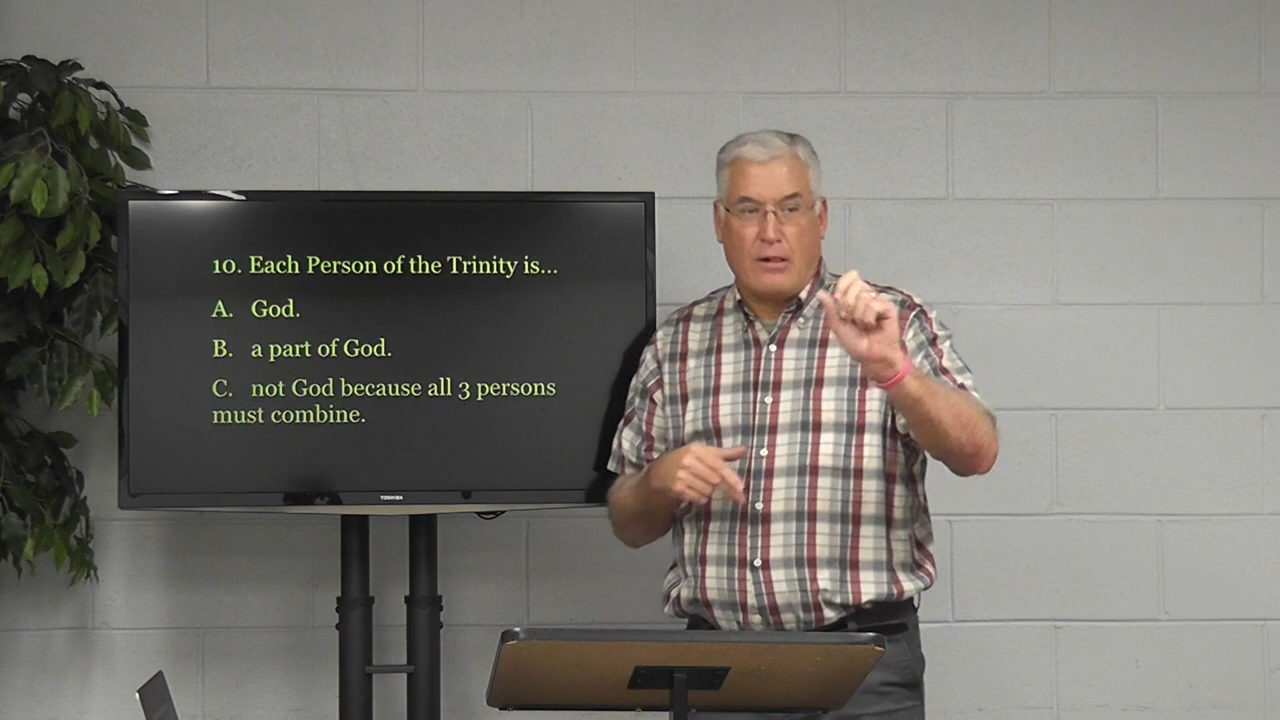 10. Each Person of the Trinity is...
A. God.
B. a part of God.
C. not God because all 3 persons
must combine.
TOSHIBA